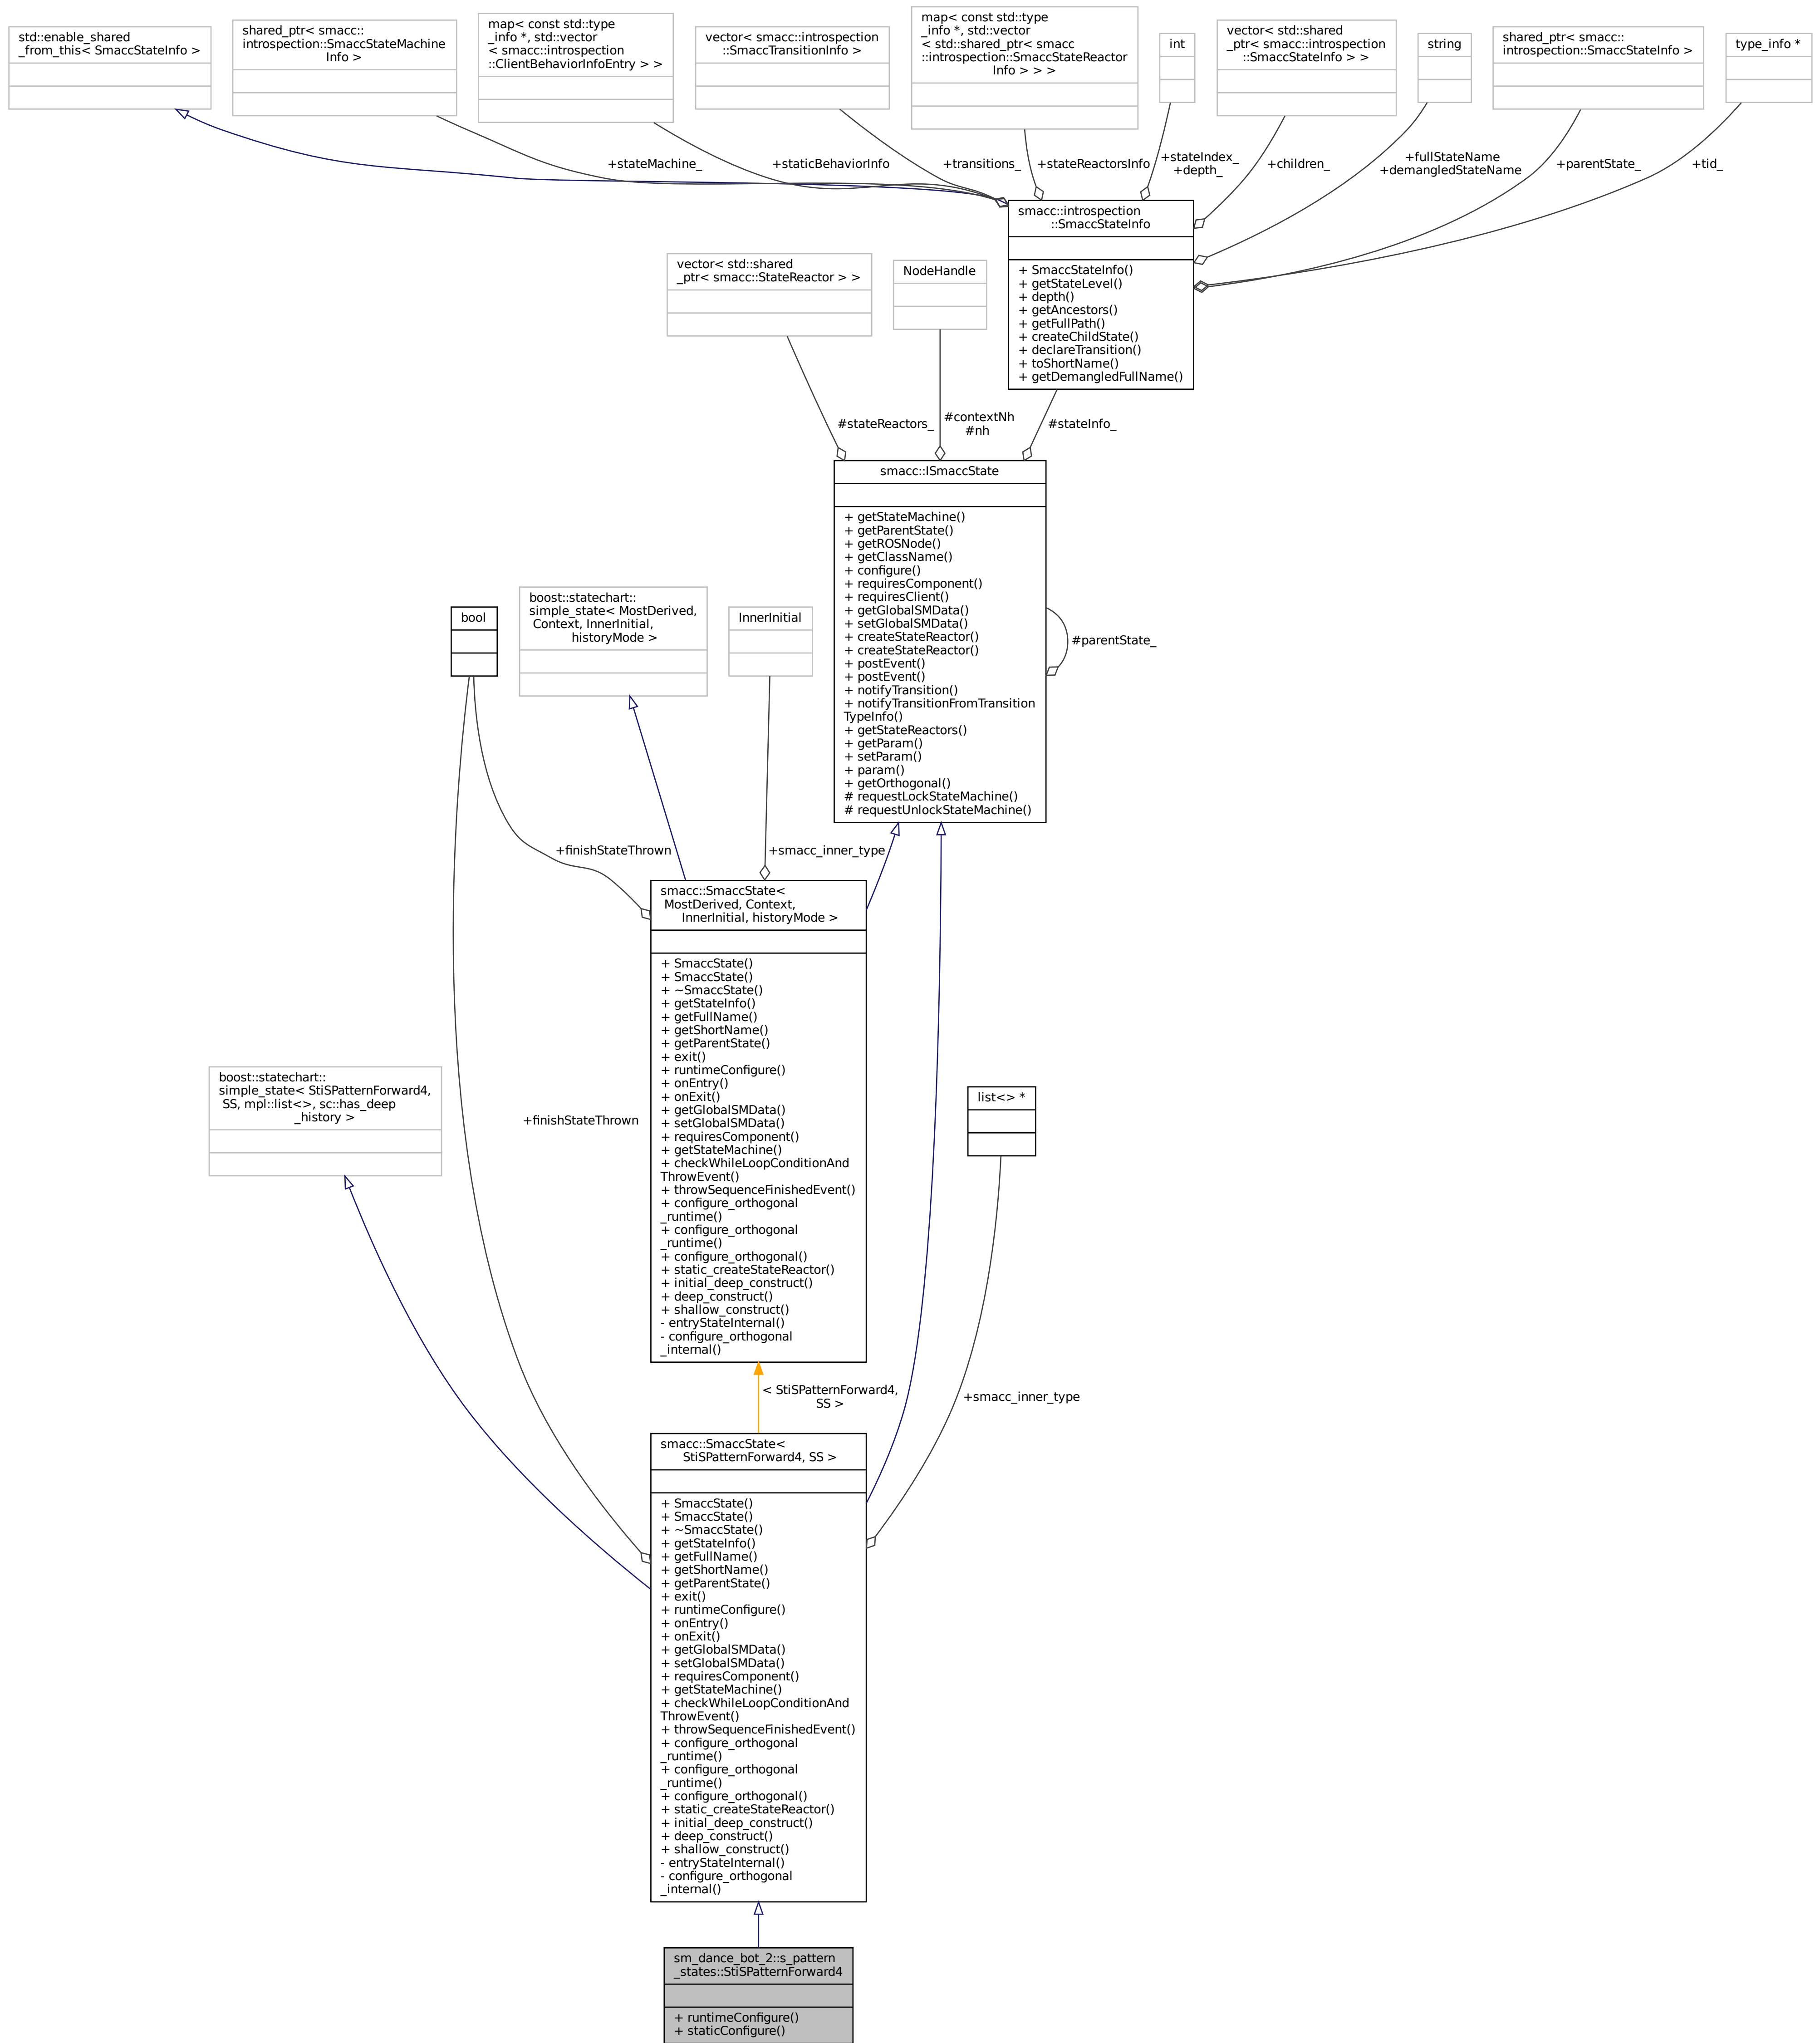 std::enable_shared
_from_this< SmaccStateInfo >
shared_ptr< smacc::
introspection::SmaccStateMachine
Info >
map< const std::type
_info *, std::vector
< smacc::introspection
::ClientBehaviorInfoEntry > >
vector< smacc::introspection
::SmaccTransitionInfo >
map< const std::type
_info *, std::vector
< std::shared_ptr< smacc
::introspection::SmaccStateReactor
Info > > >
int
vector< std::shared
_ptr< smacc::introspection
::SmaccStateInfo > >
string
shared_ptr< smacc::
introspection::SmaccStateInfo >
type_info *
+stateMachine_
+staticBehaviorInfo
+transitions_
+stateReactorsInfo
+stateIndex_
+depth_
+children_
+fullStateName
+demangledStateName
+parentState_
+tid_
smacc::introspection
::SmaccStateInfo
+ SmaccStateInfo()
+ getStateLevel()
+ depth()
+ getAncestors()
+ getFullPath()
+ createChildState()
+ declareTransition()
+ toShortName()
+ getDemangledFullName()
vector< std::shared
_ptr< smacc::StateReactor > >
NodeHandle
#stateReactors_
#contextNh
#nh
#stateInfo_
smacc::ISmaccState
+ getStateMachine()
+ getParentState()
+ getROSNode()
+ getClassName()
+ configure()
+ requiresComponent()
+ requiresClient()
+ getGlobalSMData()
+ setGlobalSMData()
+ createStateReactor()
+ createStateReactor()
+ postEvent()
+ postEvent()
+ notifyTransition()
+ notifyTransitionFromTransition
TypeInfo()
+ getStateReactors()
+ getParam()
+ setParam()
+ param()
+ getOrthogonal()
# requestLockStateMachine()
# requestUnlockStateMachine()
#parentState_
bool
boost::statechart::
simple_state< MostDerived,
Context, InnerInitial,
historyMode >
InnerInitial
+finishStateThrown
+smacc_inner_type
smacc::SmaccState<
MostDerived, Context,
InnerInitial, historyMode >
+ SmaccState()
+ SmaccState()
+ ~SmaccState()
+ getStateInfo()
+ getFullName()
+ getShortName()
+ getParentState()
+ exit()
+ runtimeConfigure()
+ onEntry()
+ onExit()
+ getGlobalSMData()
+ setGlobalSMData()
+ requiresComponent()
+ getStateMachine()
+ checkWhileLoopConditionAnd
ThrowEvent()
+ throwSequenceFinishedEvent()
+ configure_orthogonal
_runtime()
+ configure_orthogonal
_runtime()
+ configure_orthogonal()
+ static_createStateReactor()
+ initial_deep_construct()
+ deep_construct()
+ shallow_construct()
- entryStateInternal()
- configure_orthogonal
_internal()
boost::statechart::
simple_state< StiSPatternForward4,
SS, mpl::list<>, sc::has_deep
_history >
+finishStateThrown
list<> *
< StiSPatternForward4,
SS >
+smacc_inner_type
smacc::SmaccState<
StiSPatternForward4, SS >
+ SmaccState()
+ SmaccState()
+ ~SmaccState()
+ getStateInfo()
+ getFullName()
+ getShortName()
+ getParentState()
+ exit()
+ runtimeConfigure()
+ onEntry()
+ onExit()
+ getGlobalSMData()
+ setGlobalSMData()
+ requiresComponent()
+ getStateMachine()
+ checkWhileLoopConditionAnd
ThrowEvent()
+ throwSequenceFinishedEvent()
+ configure_orthogonal
_runtime()
+ configure_orthogonal
_runtime()
+ configure_orthogonal()
+ static_createStateReactor()
+ initial_deep_construct()
+ deep_construct()
+ shallow_construct()
- entryStateInternal()
- configure_orthogonal
_internal()
sm_dance_bot_2::s_pattern
_states::StiSPatternForward4
+ runtimeConfigure()
+ staticConfigure()